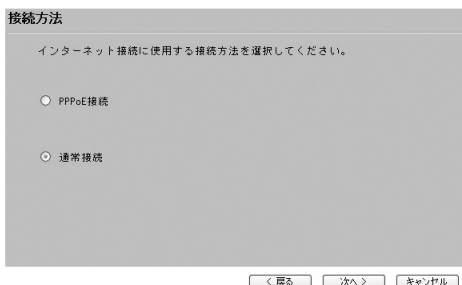 接続方法
インターネット接続に使用する接続方法を選択してください。
PPPoE接続
通常接続
< 戻る 次へ > キャンセル